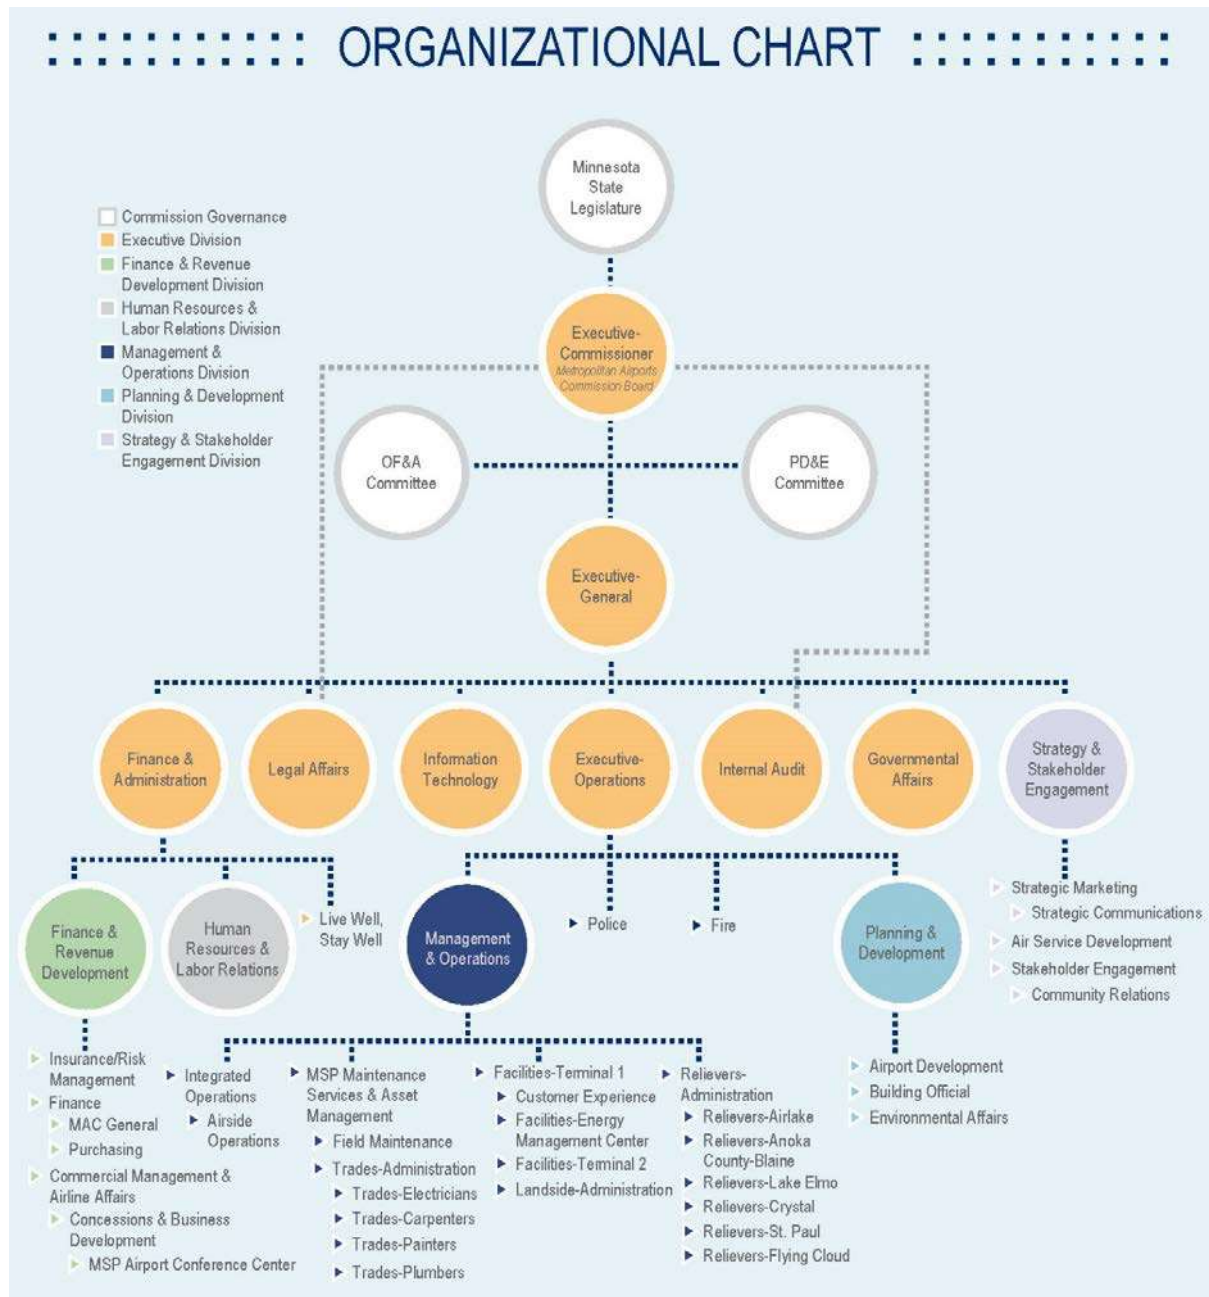 ORGANIZATIONAL CHART
Minnesota
State
Legislature
Commission Governance
Executive Division
Finance & Revenue
Development Division
Human Resources &
Labor Relations Division
Management &
Operations Division
Planning & Development
Division
Strategy & Stakeholder
Engagement Division
Executive-
Commissioner
Metropolitan Airports
Commission Board
OF&A
Committee
PD&E
Committee
Executive-
General
Finance &
Administration
Legal Affairs
Information
Technology
Executive-
Operations
Internal Audit
Governmental
Affairs
Strategy &
Stakeholder
Engagement
Finance &
Revenue
Development
Human
Resources &
Labor Relations
Live Well,
Stay Well
Management
& Operations
Police
Fire
Planning &
Development
Strategic Marketing
Strategic Communications
Air Service Development
Stakeholder Engagement
Community Relations
Insurance/Risk
Management
Finance
MAC General
Purchasing
Commercial Management &
Airline Affairs
Concessions & Business
Development
MSP Airport Conference Center
Integrated
Operations
Airside
Operations
MSP Maintenance
Services & Asset
Management
Field Maintenance
Trades-Administration
Trades-Electricians
Trades-Carpenters
Trades-Painters
Trades-Plumbers
Facilities-Terminal 1
Customer Experience
Facilities-Energy
Management Center
Facilities-Terminal 2
Landside-Administration
Relievers-
Administration
Relievers-Airlake
Relievers-Anoka
County-Blaine
Relievers-Lake Elmo
Relievers-Crystal
Relievers-St. Paul
Relievers-Flying Cloud
Airport Development
Building Official
Environmental Affairs